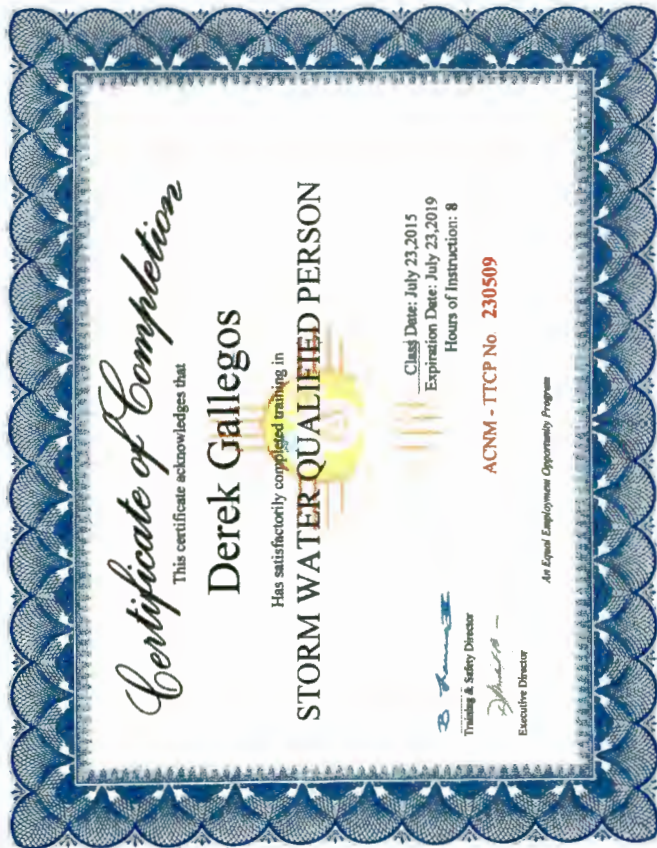 Certificate of Completion
This certificate acknowledges that
Derek Gallegos
Has satisfactorily completed training in
STORM WATER QUALIFIED PERSON
Class Date: July 23,2015
Expiration Date: July 23,2019
Hours of Instruction: 8
Training & Safety Director
ACNM - TTCP No. 230509
Executive Director
An Equal Employment Opportunity Program